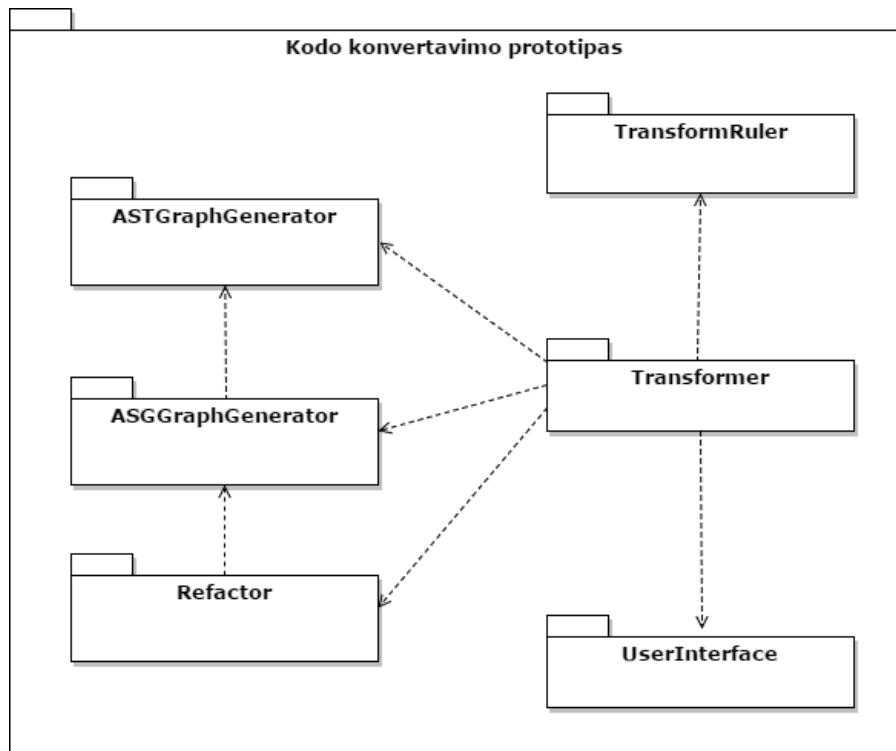 Kodo konvertavimo prototipas
TransformRuler
ASTGraphGenerator
Transformer
ASGGraphGenerator
Refactor
UserInterface